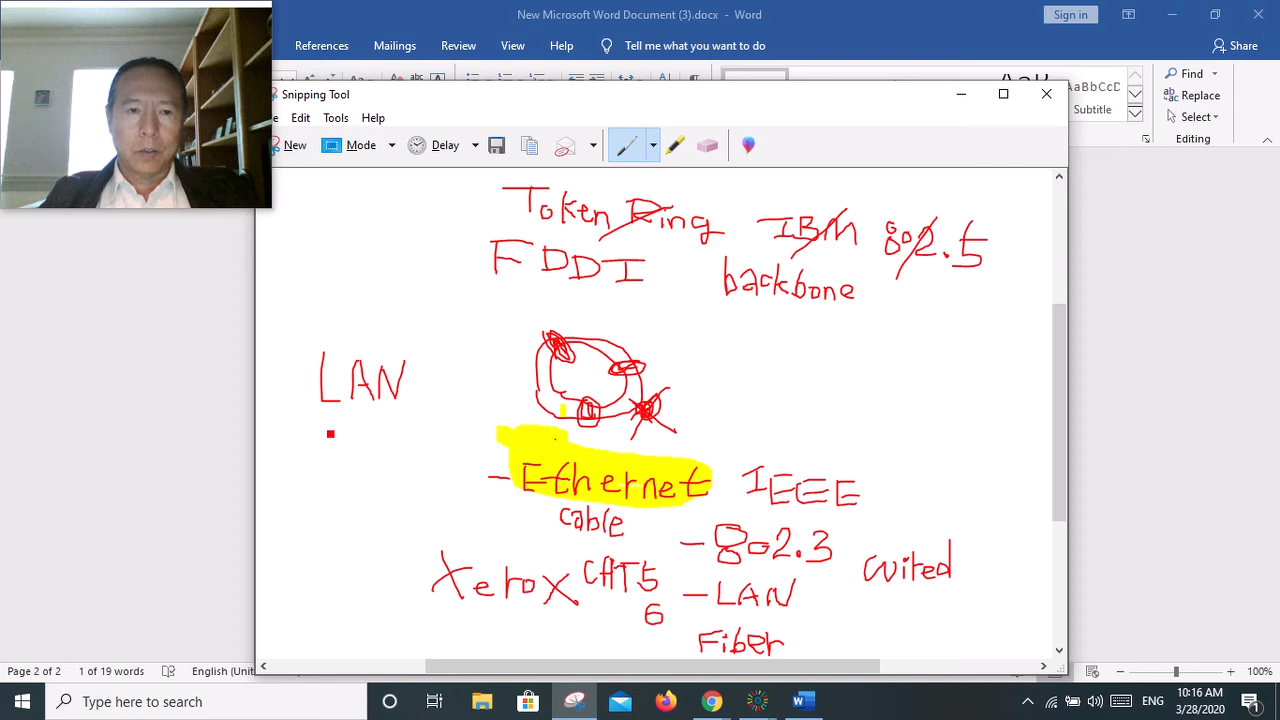 New Microsoft Word Document (3).docx - Word
Sign in
References Mailings Review View Help Tell me what you want to do Share
Find
Replace
Select
Editing
AaBbCcD
Subtitle
Snipping Tool
Edit Tools Help
New Mode Delay
Token Ring IBM 802.5
FDDI backbone
LAN
- Ethernet IEEE
cable
- 802.3 wired
Xerox CAT5 - LAN
6
Fiber
Page 2 of 2 1 of 19 words English (Unite
100%
Type here to search
ENG
10:16 AM
3/28/2020